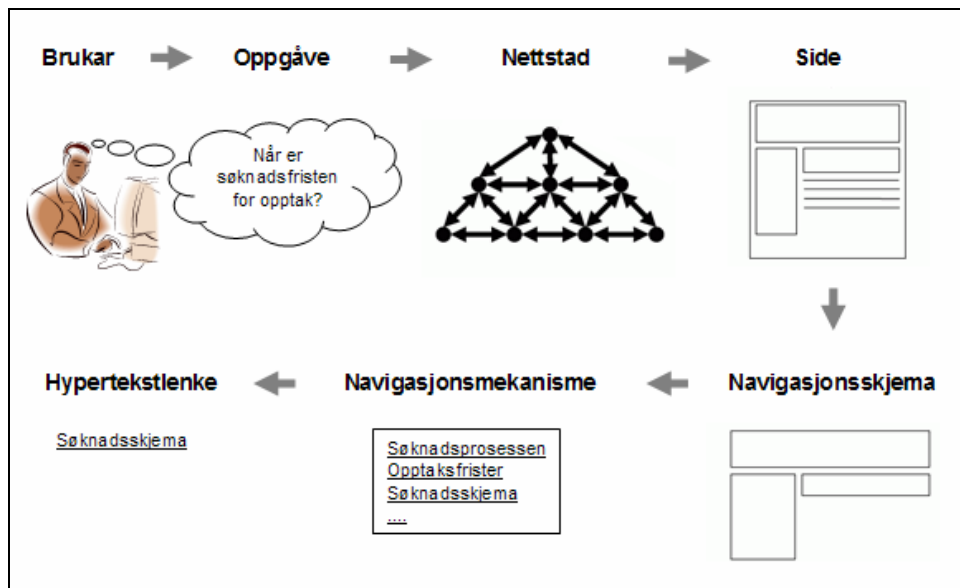 Brukar
Oppgåve
Nettstad
Side
Når er
søknadsfristen
for opptak?
Navigasjonsskjema
Navigasjonsmekanisme
Hypertekstlenke
Søknadsprosessen
Opptaksfrister
Søknadsskjema
....
Søknadsskjema